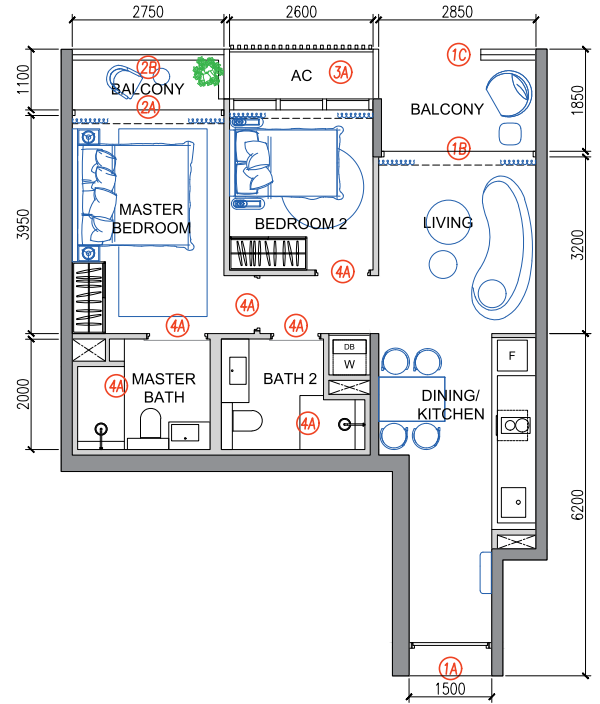 2750
2600
2850
1100
2B
BALCONY
2A
AC
3A
1C
BALCONY
1850
1B
3950
MASTER
BEDROOM
BEDROOM 2
LIVING
3200
4A
4A
4A
4A
DB
W
F
2000
4A
MASTER
BATH
BATH 2
4A
DINING/
KITCHEN
6200
1A
1500